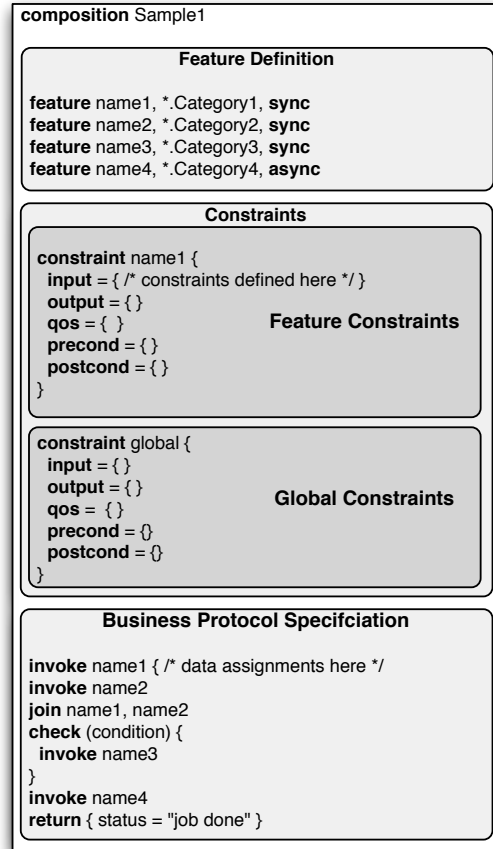 composition Sample1
Feature Definition
feature name1, *.Category1, sync
feature name2, *.Category2, sync
feature name3, *.Category3, sync
feature name4, *.Category4, async
Constraints
constraint name1 {
input = { /* constraints defined here */ }
output = { }
qos = { }
Feature Constraints
precond = { }
postcond = { }
}
constraint global {
input = { }
output = { }
qos = { }
Global Constraints
precond = {}
postcond = {}
}
Business Protocol Specifciation
invoke name1 { /* data assignments here */
invoke name2
join name1, name2
check (condition) {
invoke name3
}
invoke name4
return { status = "job done" }